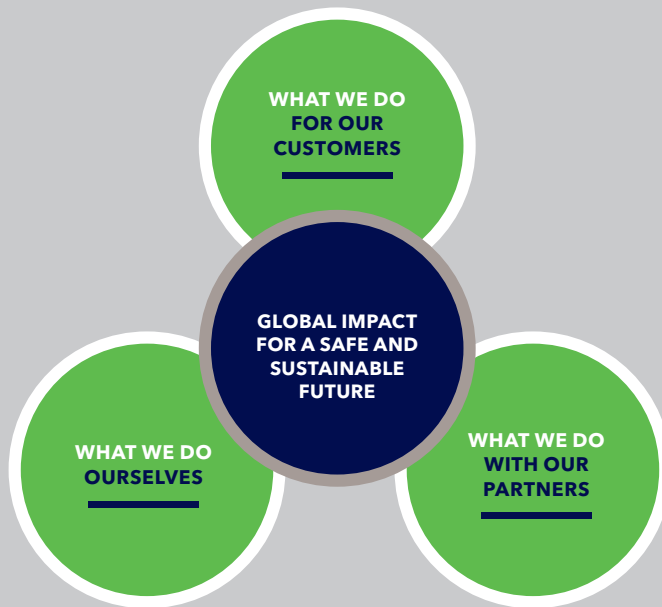 WHAT WE DO
FOR OUR
CUSTOMERS
GLOBAL IMPACT
FOR A SAFE AND
SUSTAINABLE
FUTURE
WHAT WE DO
OURSELVES
WHAT WE DO
WITH OUR
PARTNERS